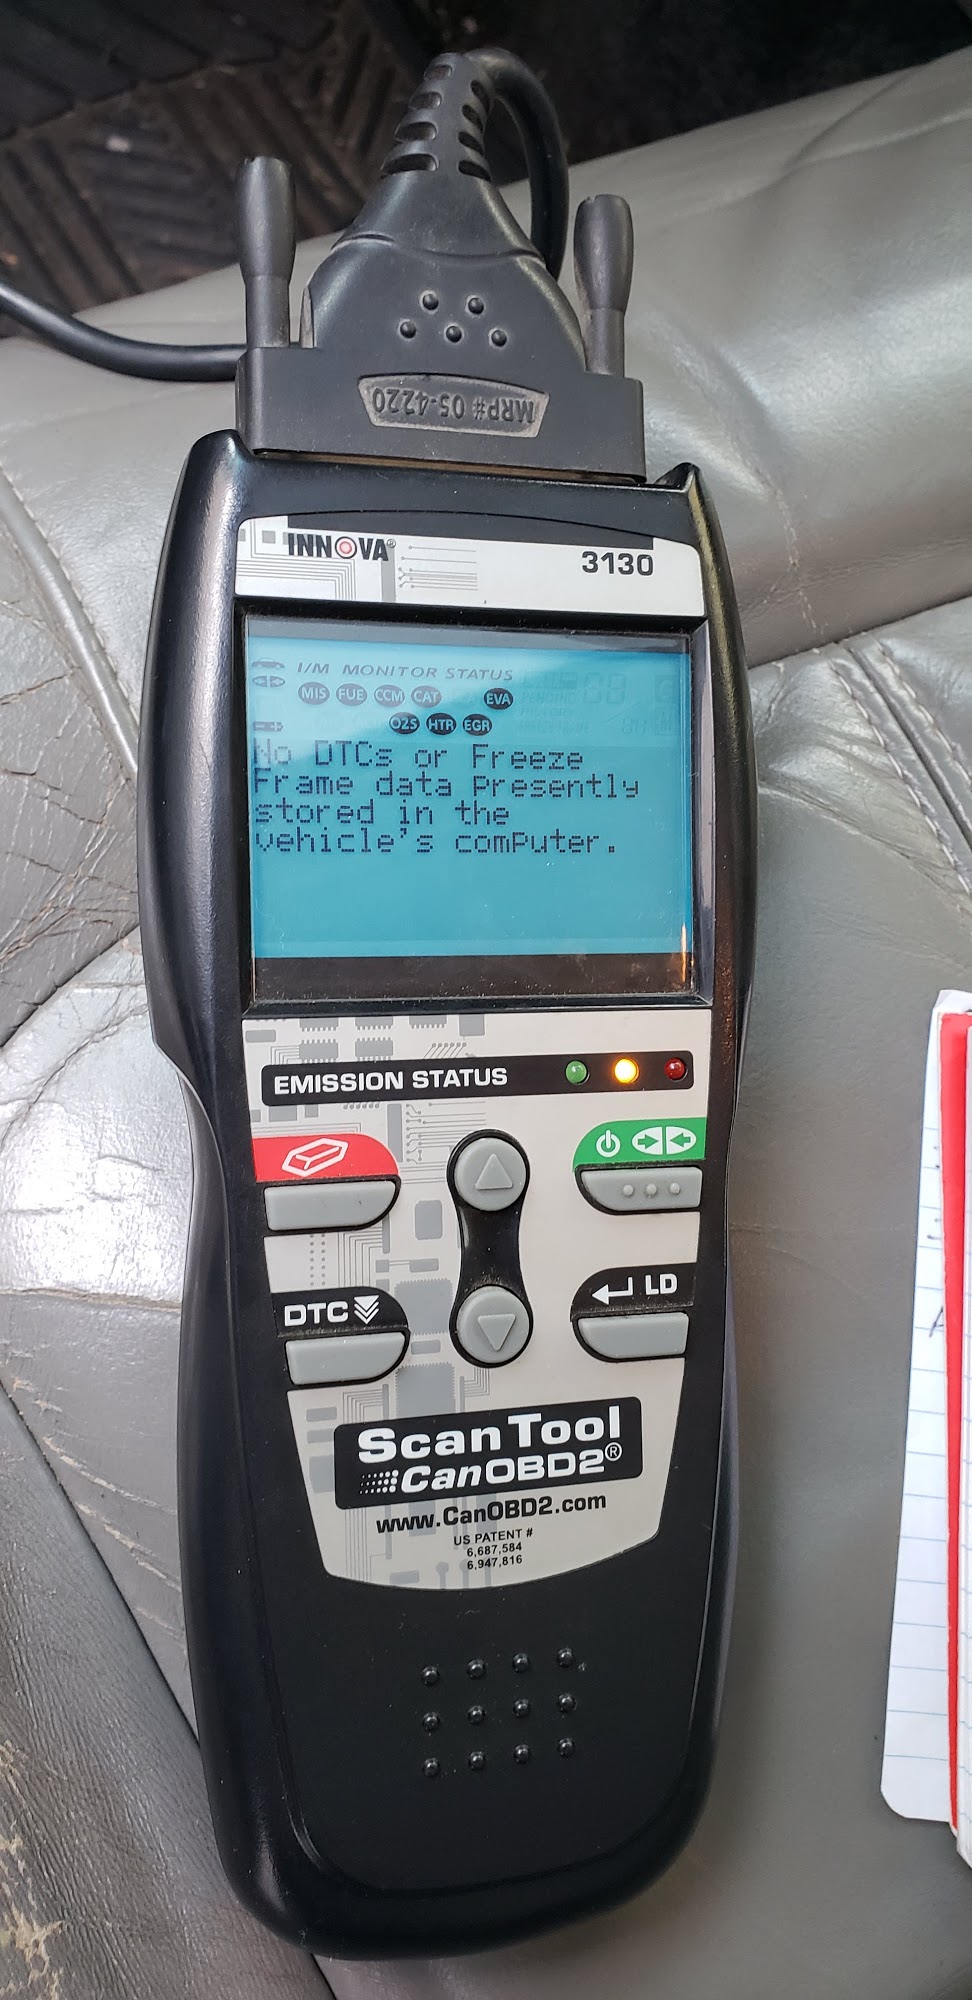 MRP# 05-4220
INNOVA®
3130
I/M MONITOR STATUS
MIS FUE CCM CAT EVA
O2S HTR EGR
No DTCs or Freeze
Frame data Presently
stored in the
vehicle's comPuter.
EMISSION STATUS
DTC
LD
Scan Tool
CanOBD2®
www.CanOBD2.com
US PATENT #
6,687,584
6,947,816